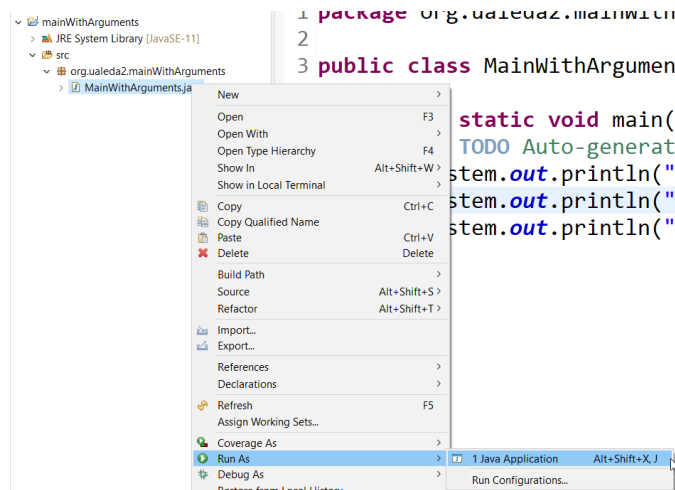 mainWithArguments
JRE System Library [JavaSE-11]
src
org.ualeda2.mainWithArguments
MainWithArguments.ja
1 package org.ualeda2.mainWith
2
3 public class MainWithArgumen
static void main(
TODO Auto-generat
stem.out.println("
stem.out.println("
stem.out.println("
New
Open F3
Open With
Open Type Hierarchy F4
Show In Alt+Shift+W
Show in Local Terminal
Copy Ctrl+C
Copy Qualified Name
Paste Ctrl+V
Delete Delete
Build Path
Source Alt+Shift+S
Refactor Alt+Shift+T
Import...
Export...
References
Declarations
Refresh F5
Assign Working Sets...
Coverage As
Run As
Debug As
Restore from Local History...
1 Java Application Alt+Shift+X, J
Run Configurations...